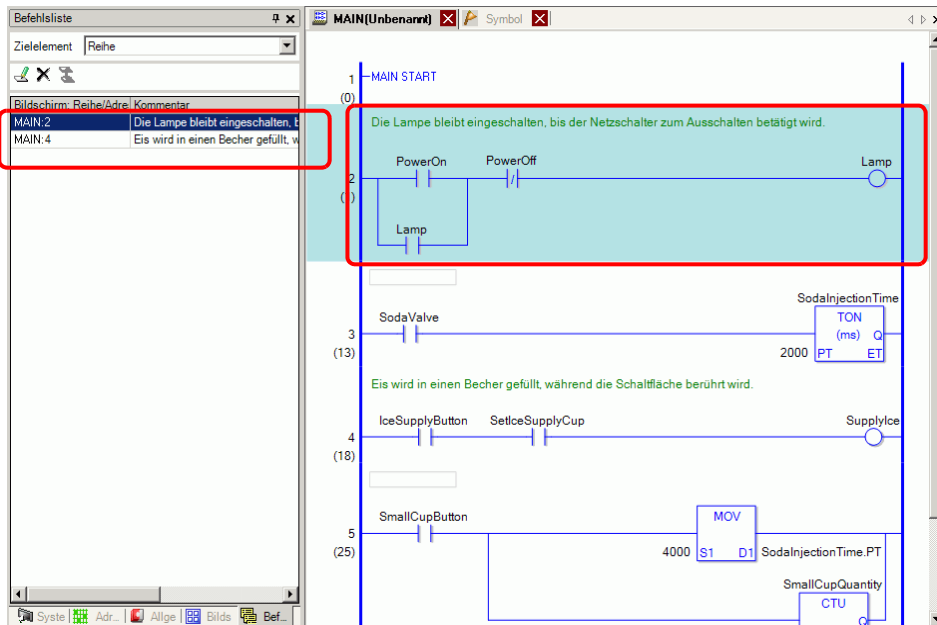 Befehlsliste
Zielelement Reihe
Bildschirm: Reihe/Adre Kommentar
MAIN:2 Die Lampe bleibt eingeschalten, b
MAIN:4 Eis wird in einen Becher gefüllt, w
Syste Adr... Allge Bilds Bef...
MAIN(Unbenannt) Symbol
1 MAIN START
(0)
Die Lampe bleibt eingeschalten, bis der Netzschalter zum Ausschalten betätigt wird.
PowerOn PowerOff Lamp
2
Lamp
SodaInjectionTime
SodaValve TON
3 (ms) Q
(13) 2000 PT ET
Eis wird in einen Becher gefüllt, während die Schaltfläche berührt wird.
IceSupplyButton SetIceSupplyCup SupplyIce
4
(18)
SmallCupButton MOV
5
(25) 4000 S1 D1 SodaInjectionTime.PT
SmallCupQuantity
CTU
Q